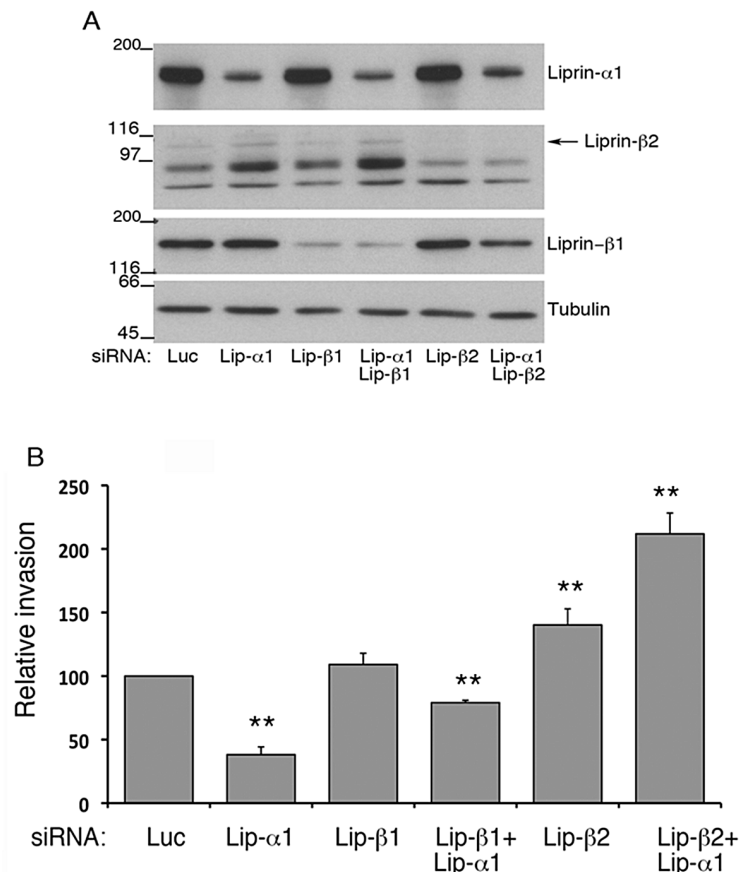 A
200
Liprin-α1
116
97
Liprin-β2
200
116
Liprin-β1
66
45
Tubulin
siRNA: Luc Lip-α1 Lip-β1 Lip-α1 Lip-β2 Lip-α1
Lip-β1 Lip-β2
B
250
200
150
100
50
0
Relative invasion
** ** ** **
siRNA: Luc Lip-α1 Lip-β1 Lip-β1+ Lip-β2 Lip-β2+
Lip-α1 Lip-α1